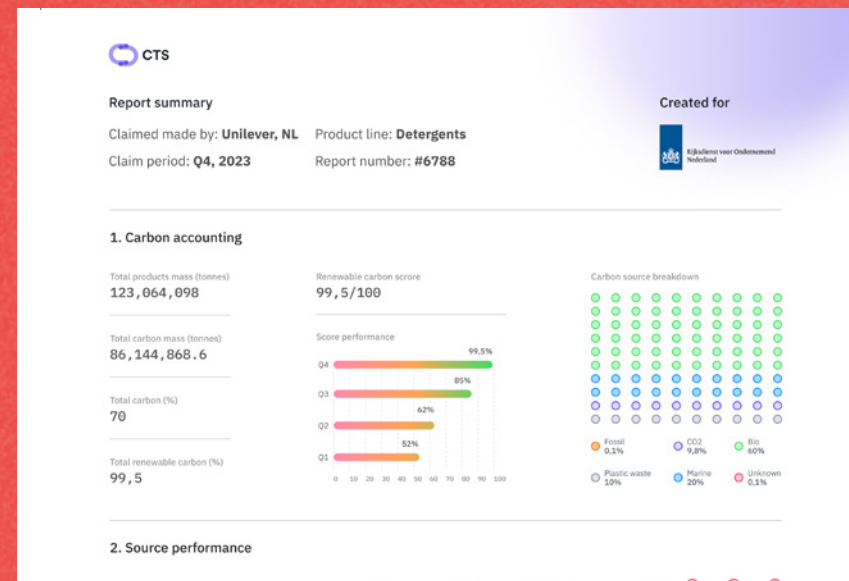 CTS
Report summary
Created for
Claimed made by: Unilever, NL
Product line: Detergents
Claim period: Q4, 2023
Report number: #6788
Rijksdienst voor Ondernemend
Nederland
1. Carbon accounting
Total products mass (tonnes)
123,064,098
Total carbon mass (tonnes)
86,144,868.6
Total carbon (%)
70
Total renewable carbon (%)
99,5
Renewable carbon scrore
99,5/100
Score performance
99,5%
Q4
85%
Q3
62%
Q2
52%
Q1
0 10 20 30 40 50 60 70 80 90 100
Carbon source breakdown
Fossil
0,1%
CO2
9,8%
Bio
60%
Plastic waste
10%
Marine
20%
Unknown
0,1%
2. Source performance